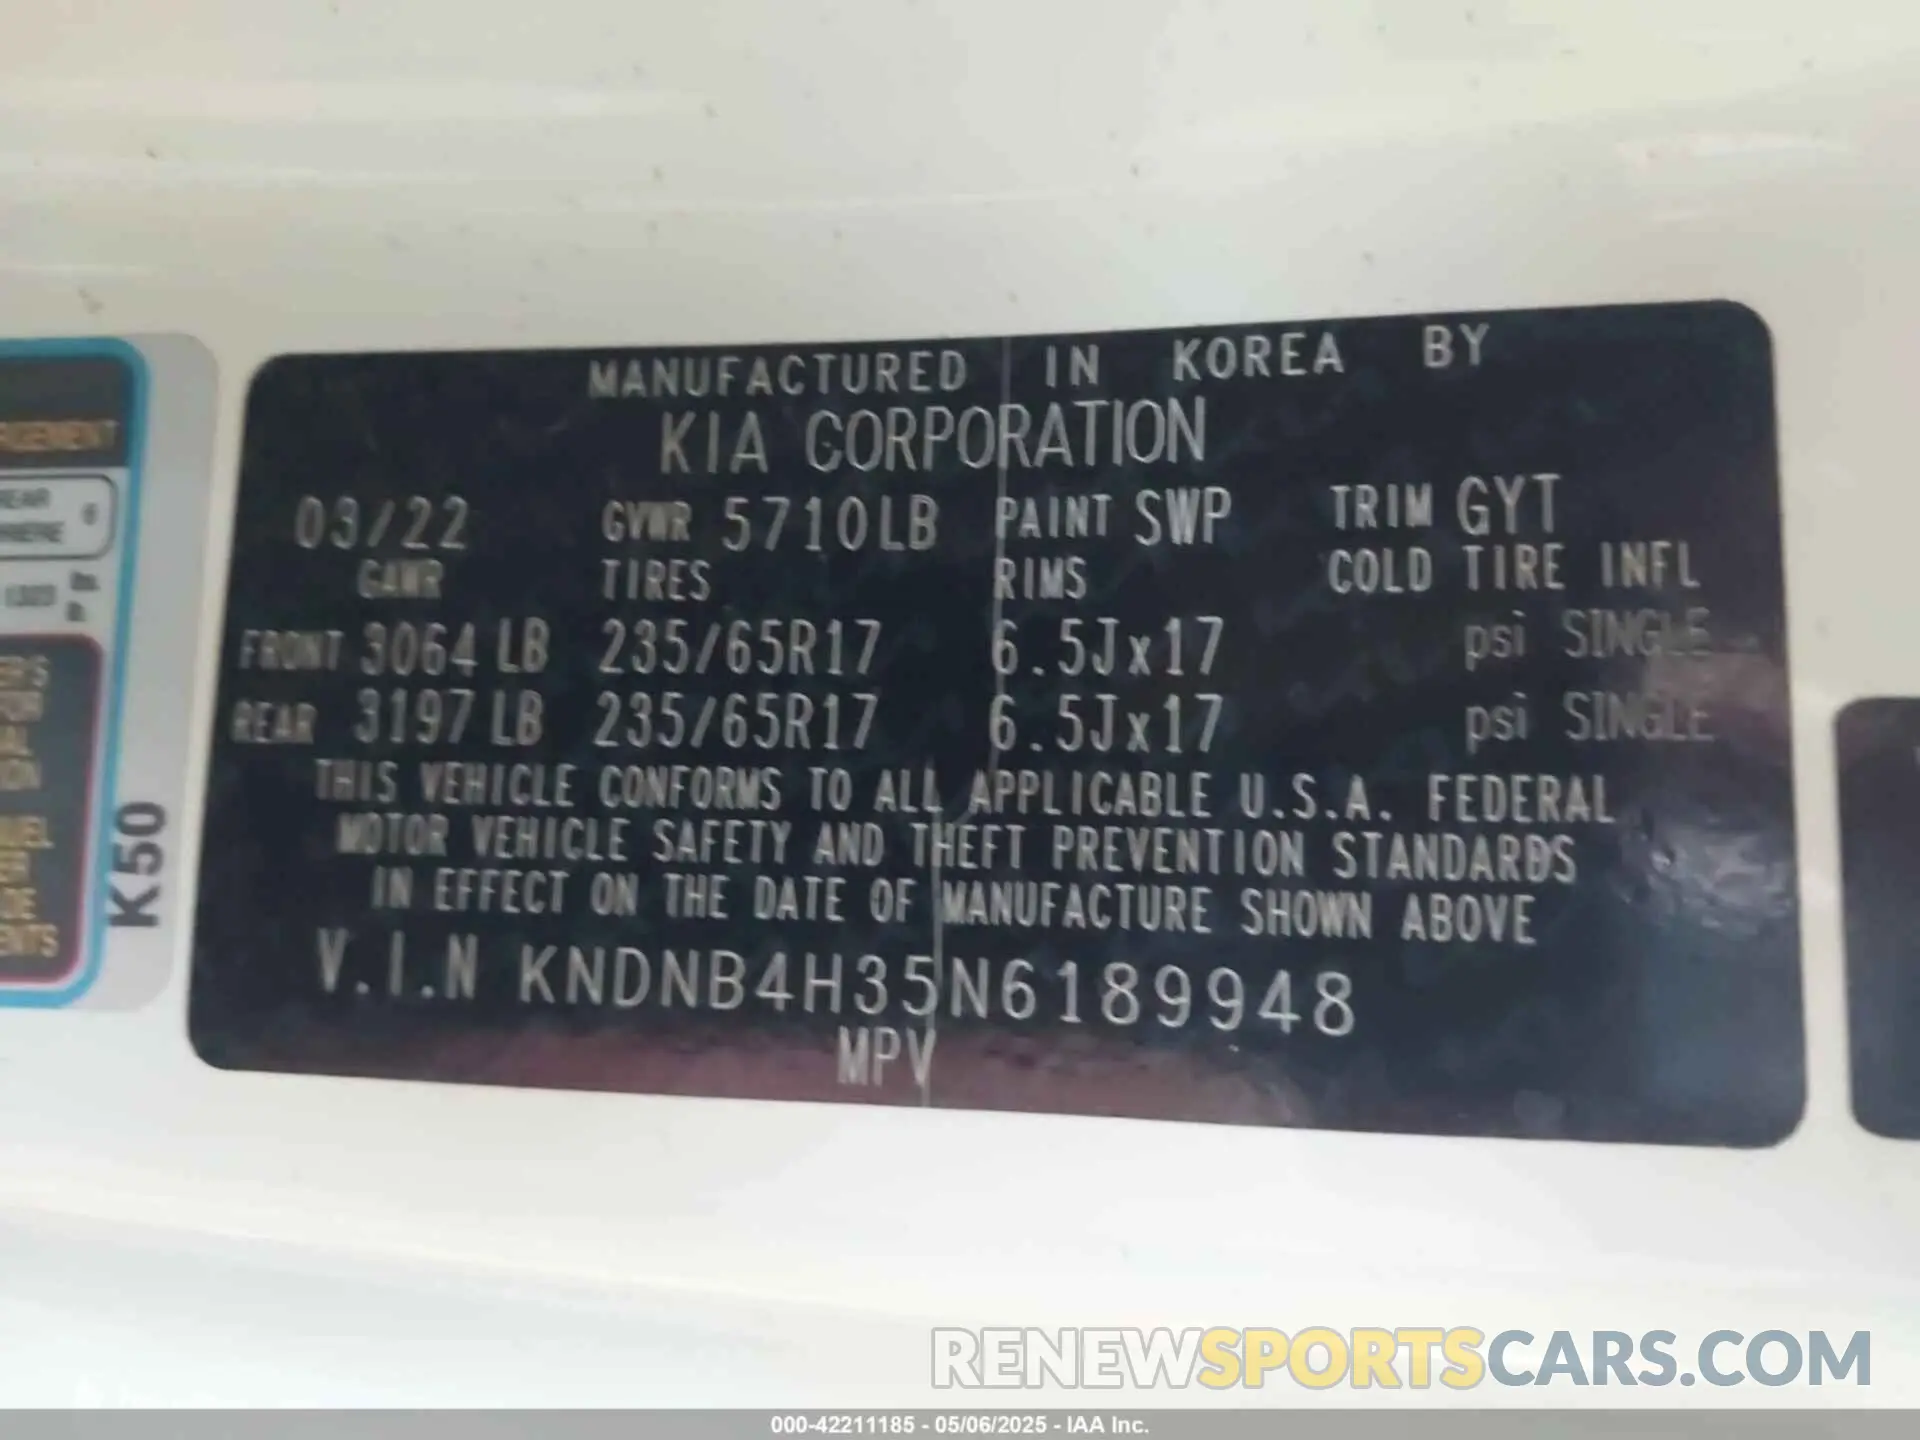 MANUFACTURED IN KOREA BY
KIA CORPORATION
03/22 GVWR 5710LB PAINT SWP TRIM GYT
GAWR TIRES RIMS COLD TIRE INFL
FRONT 3064 LB 235/65R17 6.5Jx17 psi SINGLE
REAR 3197 LB 235/65R17 6.5Jx17 psi SINGLE
THIS VEHICLE CONFORMS TO ALL APPLICABLE U.S.A. FEDERAL
MOTOR VEHICLE SAFETY AND THEFT PREVENTION STANDARDS
IN EFFECT ON THE DATE OF MANUFACTURE SHOWN ABOVE
V.I.N KNDNB4H35N6189948
MPV
REAR 6
K50
RENEWSPORTSCARS.COM
000-42211185 - 05/06/2025 - IAA Inc.